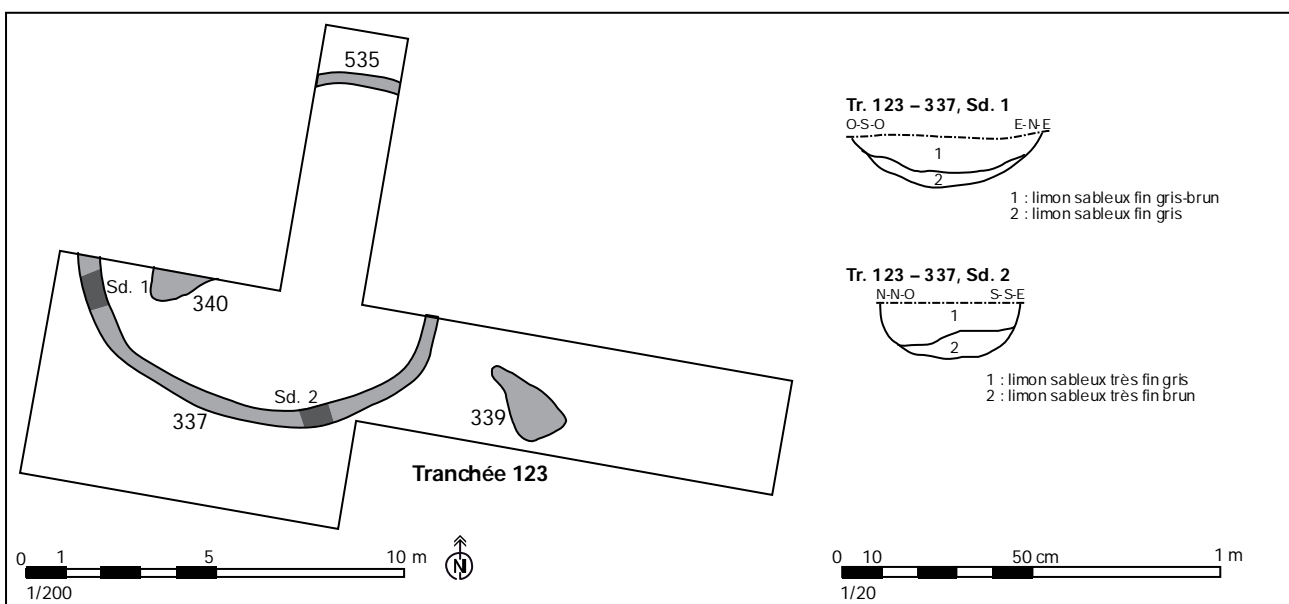 535
Sd. 1
340
Sd. 2
337
339
Tranchée 123
0 1 5 10 m
1/200
N
Tr. 123 – 337, Sd. 1
O-S-O E-N-E
1
2
1 : limon sableux fin gris-brun
2 : limon sableux fin gris
Tr. 123 – 337, Sd. 2
N-N-O S-S-E
1
2
1 : limon sableux très fin gris
2 : limon sableux très fin brun
0 10 50 cm 1 m
1/20